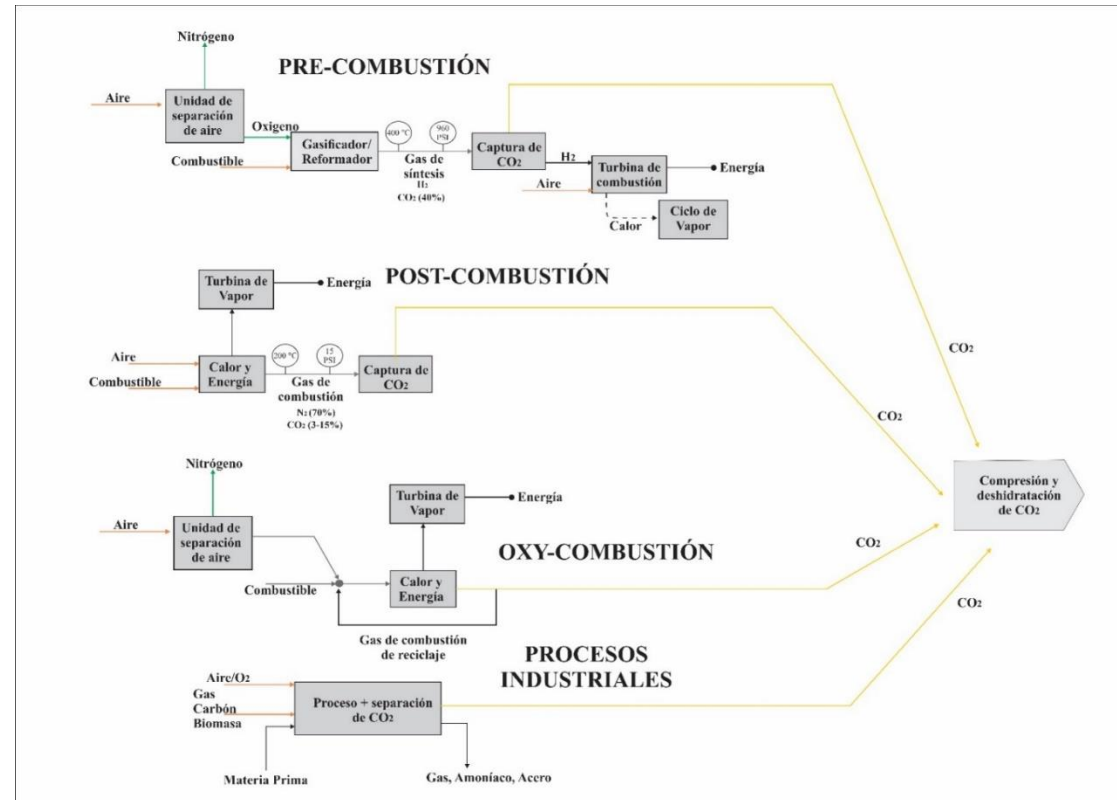 Nitrógeno
PRE-COMBUSTIÓN
Aire
Unidad de
separación
de aire
Oxigeno
Combustible
Gasificador/
Reformador
400 °C
960
PSI
Gas de
síntesis
H₂
CO₂ (40%)
Captura de
CO₂
H₂
Aire
Turbina de
combustión
Energía
Calor
Ciclo de
Vapor
CO₂
POST-COMBUSTIÓN
Turbina de
Vapor
Energía
Aire
Combustible
Calor y
Energía
200 °C
15
PSI
Gas de
combustión
N₂ (70%)
CO₂ (3-15%)
Captura de
CO₂
CO₂
Compresión y
deshidratación
de CO₂
Nitrógeno
Aire
Unidad de
separación
de aire
Turbina de
Vapor
Energía
OXY-COMBUSTIÓN
Combustible
Calor y
Energía
Gas de combustión
de reciclaje
CO₂
PROCESOS
INDUSTRIALES
Aire/O₂
Gas
Carbón
Biomasa
Proceso + separación
de CO₂
Materia Prima
Gas, Amoníaco, Acero
CO₂